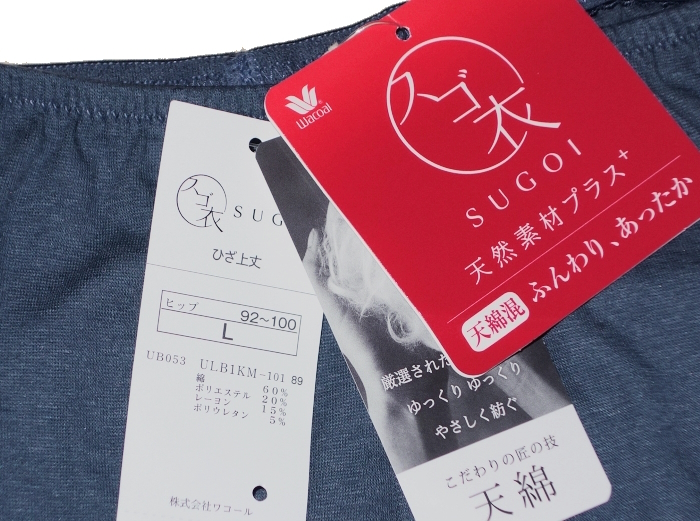 Wacoal
スゴ衣
SUGOI
天然素材プラス+
天綿混 ふんわり、あったか
スゴ衣 SUG
ひざ上丈
ヒップ 92~100
L
UB053 ULB1KM-101 89
綿 60%
ポリエステル 20%
レーヨン 15%
ポリウレタン 5%
株式会社ワコール
厳選された
ゆっくり ゆっくり
やさしく紡ぐ
こだわりの匠の技
天綿